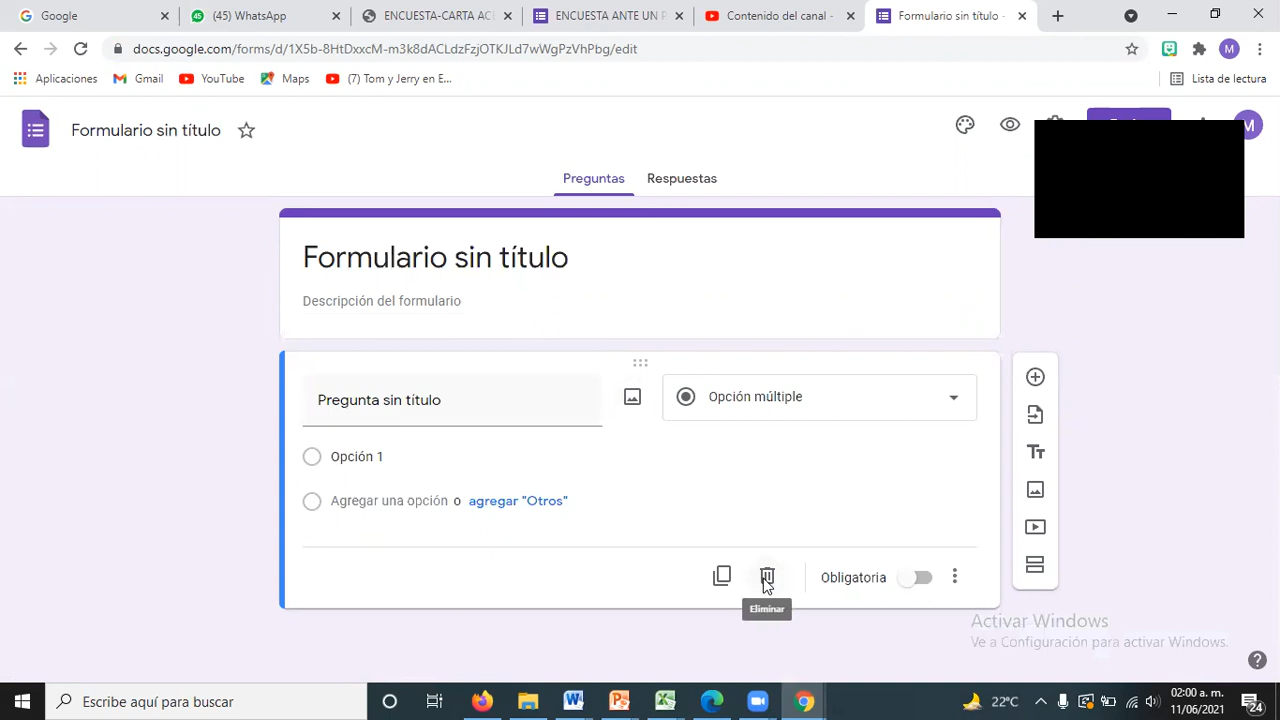 Google
(45) WhatsApp
ENCUESTA-CARTA ACE
ENCUESTA ANTE UN P
Contenido del canal -
Formulario sin título -
docs.google.com/forms/d/1X5b-8HtDxxcM-m3k8dACLdzFzjOTKJLd7wWgPzVhPbg/edit
M
Aplicaciones
Gmail
YouTube
Maps
(7) Tom y Jerry en E...
Lista de lectura
Formulario sin título
M
Preguntas
Respuestas
Formulario sin título
Descripción del formulario
Pregunta sin título
Opción múltiple
Opción 1
Agregar una opción o agregar "Otros"
Obligatoria
Eliminar
Activar Windows
Ve a Configuración para activar Windows.
Escribe aquí para buscar
22°C
02:00 a. m.
11/06/2021
24